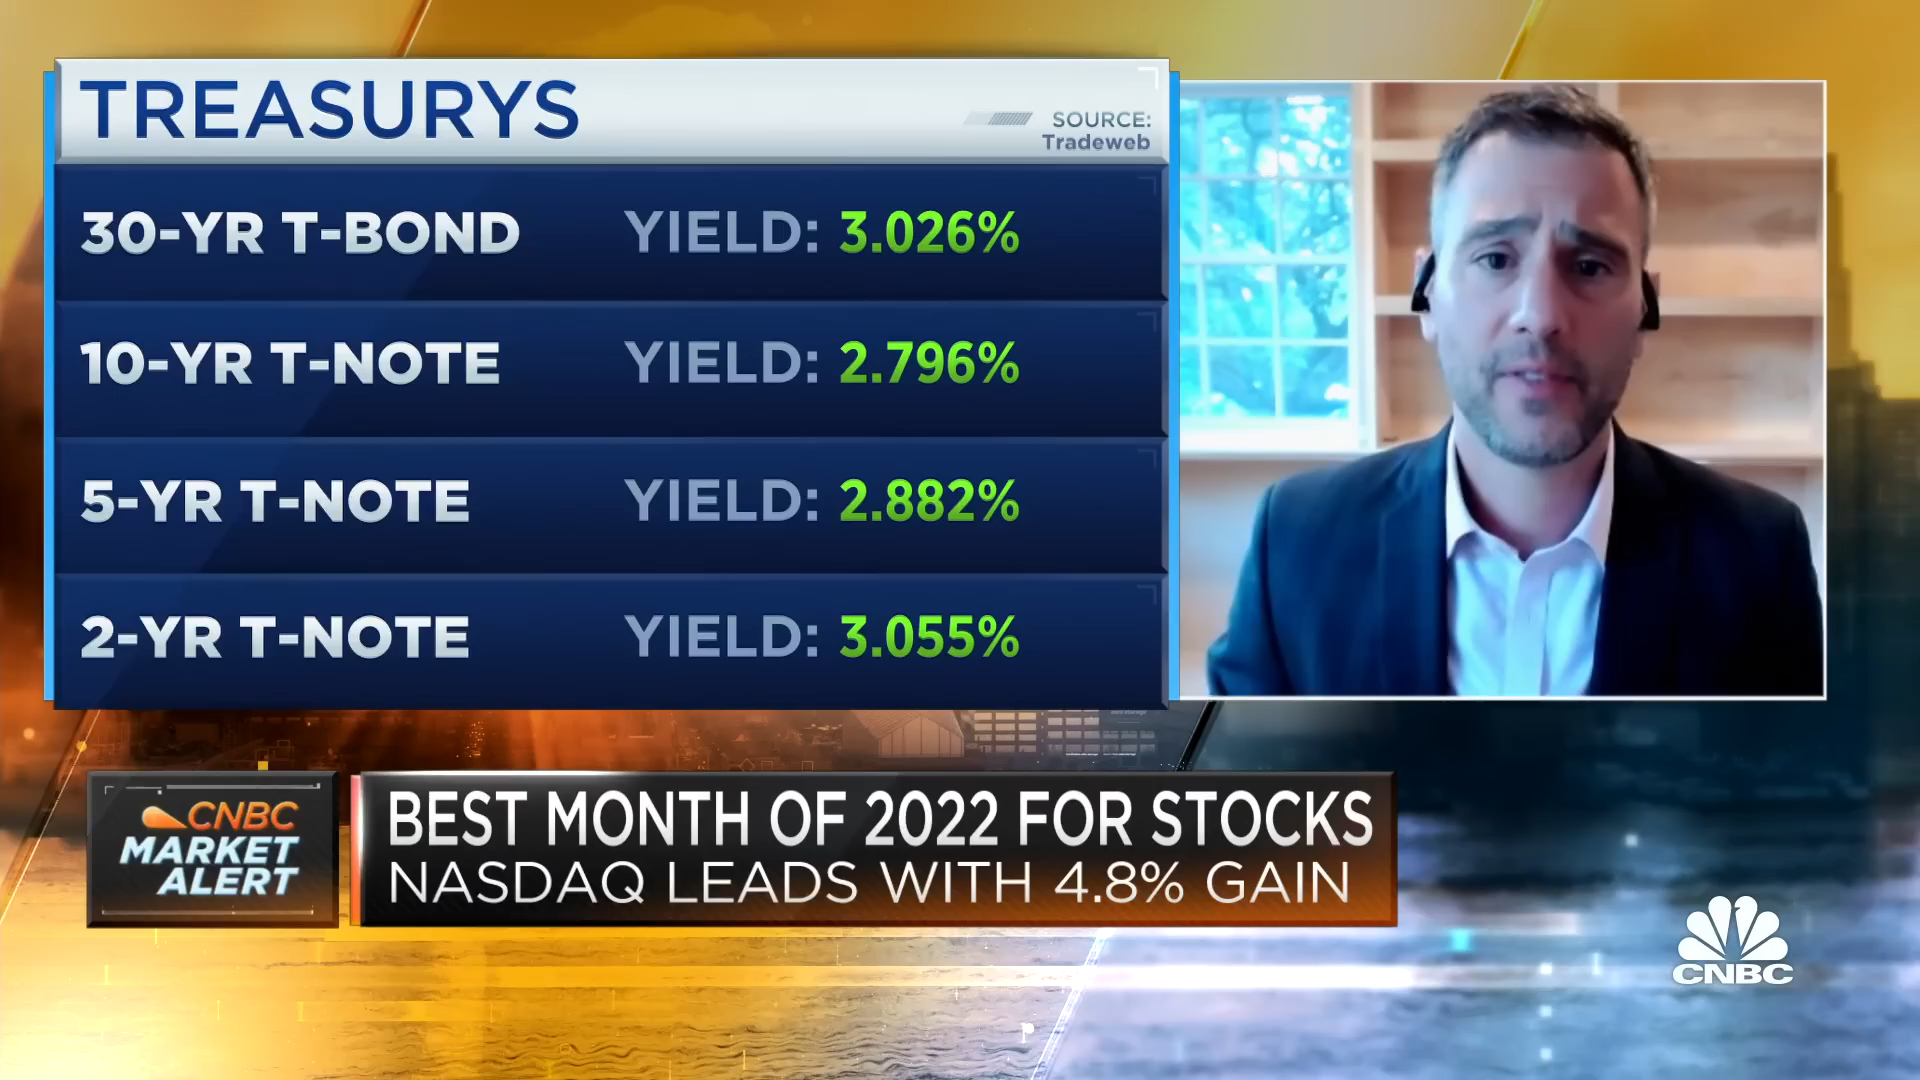 TREASURYS
SOURCE:
Tradeweb
30-YR T-BOND YIELD: 3.026%
10-YR T-NOTE YIELD: 2.796%
5-YR T-NOTE YIELD: 2.882%
2-YR T-NOTE YIELD: 3.055%
CNBC
MARKET
ALERT
BEST MONTH OF 2022 FOR STOCKS
NASDAQ LEADS WITH 4.8% GAIN
CNBC